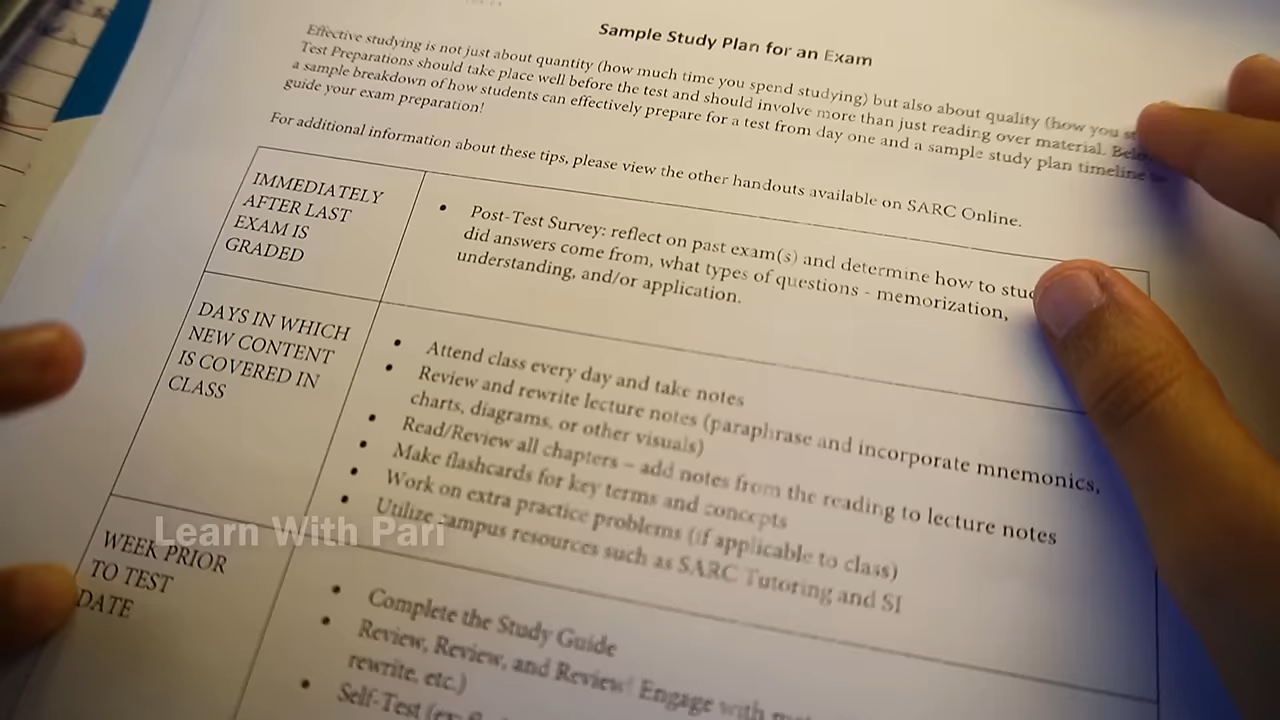 Sample Study Plan for an Exam
Effective studying is not just about quantity (how much time you spend studying) but also about quality (how you
Test Preparations should take place well before the test and should involve more than just reading over material.
a sample breakdown of how students can effectively prepare for a test from day one and a sample study plan timeline
guide your exam preparation!
For additional information about these tips, please view the other handouts available on SARC Online.
IMMEDIATELY
AFTER LAST
EXAM IS
GRADED
• Post-Test Survey: reflect on past exam(s) and determine how to
did answers come from, what types of questions - memorization,
understanding, and/or application.
DAYS IN WHICH
NEW CONTENT
IS COVERED IN
CLASS
• Attend class every day and take notes
• Review and rewrite lecture notes (paraphrase and incorporate mnemonics,
charts, diagrams, or other visuals)
• Read/Review all chapters – add notes from the reading to lecture notes
• Make flashcards for key terms and concepts
• Work on extra practice problems (if applicable to class)
• Utilize campus resources such as SARC Tutoring and SI
WEEK PRIOR
TO TEST
DATE
• Complete the Study Guide
• Review, Review, and Review! Engage with
rewrite, etc.)
• Self-Test
Learn With Pari